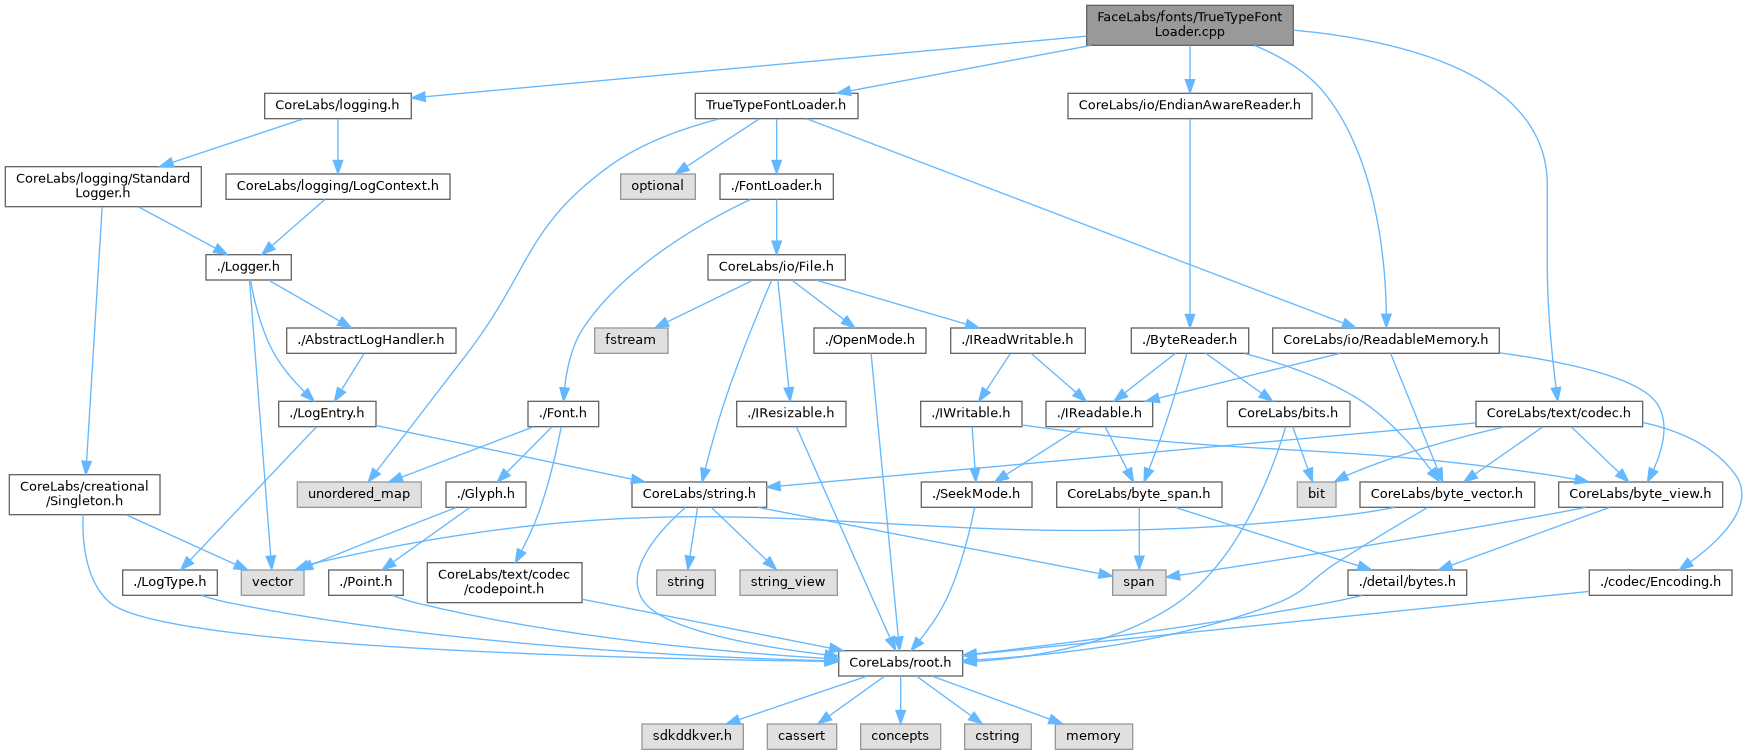 FaceLabs/fonts/TrueTypeFont
Loader.cpp
CoreLabs/logging.h
TrueTypeFontLoader.h
CoreLabs/io/EndianAwareReader.h
CoreLabs/logging/Standard
Logger.h
CoreLabs/logging/LogContext.h
optional
./FontLoader.h
./Logger.h
CoreLabs/io/File.h
./AbstractLogHandler.h
fstream
./OpenMode.h
./IReadWritable.h
./ByteReader.h
CoreLabs/io/ReadableMemory.h
./LogEntry.h
./Font.h
./IResizable.h
./IWritable.h
./IReadable.h
CoreLabs/bits.h
CoreLabs/text/codec.h
CoreLabs/creational
/Singleton.h
unordered_map
./Glyph.h
CoreLabs/string.h
./SeekMode.h
CoreLabs/byte_span.h
bit
CoreLabs/byte_vector.h
CoreLabs/byte_view.h
./LogType.h
vector
./Point.h
CoreLabs/text/codec
/codepoint.h
string
string_view
span
./detail/bytes.h
./codec/Encoding.h
CoreLabs/root.h
sdkddkver.h
cassert
concepts
cstring
memory